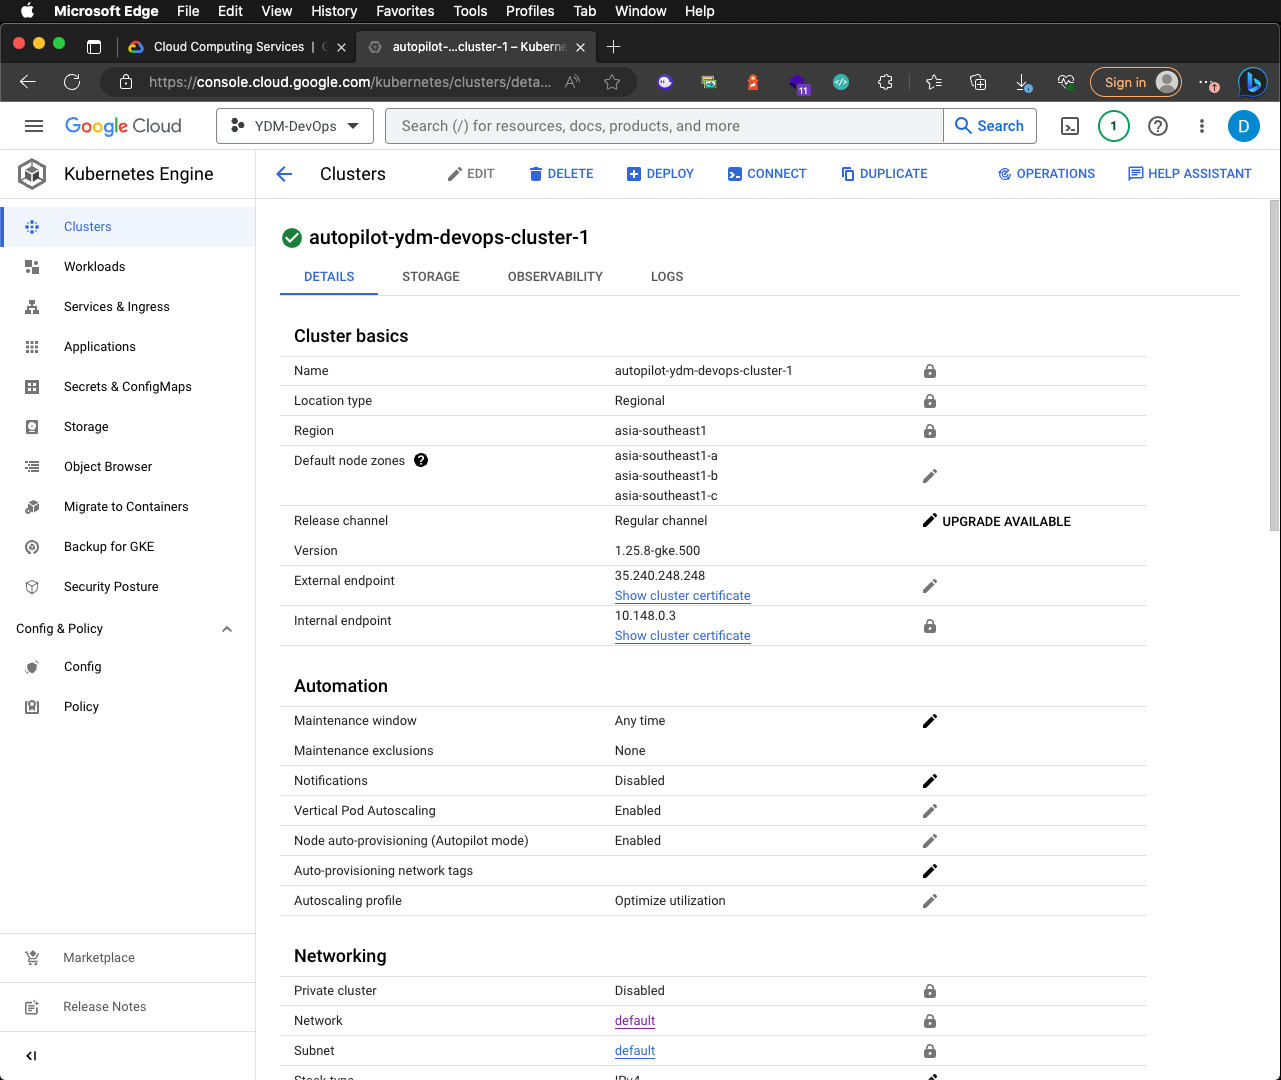 Microsoft Edge File Edit View History Favorites Tools Profiles Tab Window Help
Cloud Computing Services |
autopilot-...cluster-1 – Kuberne
https://console.cloud.google.com/kubernetes/clusters/deta...
11
Sign in
Google Cloud
YDM-DevOps
Search (/) for resources, docs, products, and more
Search
1
D
Kubernetes Engine
Clusters
EDIT
DELETE
DEPLOY
CONNECT
DUPLICATE
OPERATIONS
HELP ASSISTANT
Clusters
Workloads
Services & Ingress
Applications
Secrets & ConfigMaps
Storage
Object Browser
Migrate to Containers
Backup for GKE
Security Posture
Config & Policy
Config
Policy
Marketplace
Release Notes
autopilot-ydm-devops-cluster-1
DETAILS STORAGE OBSERVABILITY LOGS
Cluster basics
Name autopilot-ydm-devops-cluster-1
Location type Regional
Region asia-southeast1
Default node zones asia-southeast1-a
asia-southeast1-b
asia-southeast1-c
Release channel Regular channel UPGRADE AVAILABLE
Version 1.25.8-gke.500
External endpoint 35.240.248.248
Show cluster certificate
Internal endpoint 10.148.0.3
Show cluster certificate
Automation
Maintenance window Any time
Maintenance exclusions None
Notifications Disabled
Vertical Pod Autoscaling Enabled
Node auto-provisioning (Autopilot mode) Enabled
Auto-provisioning network tags
Autoscaling profile Optimize utilization
Networking
Private cluster Disabled
Network default
Subnet default
Stack type IPv4